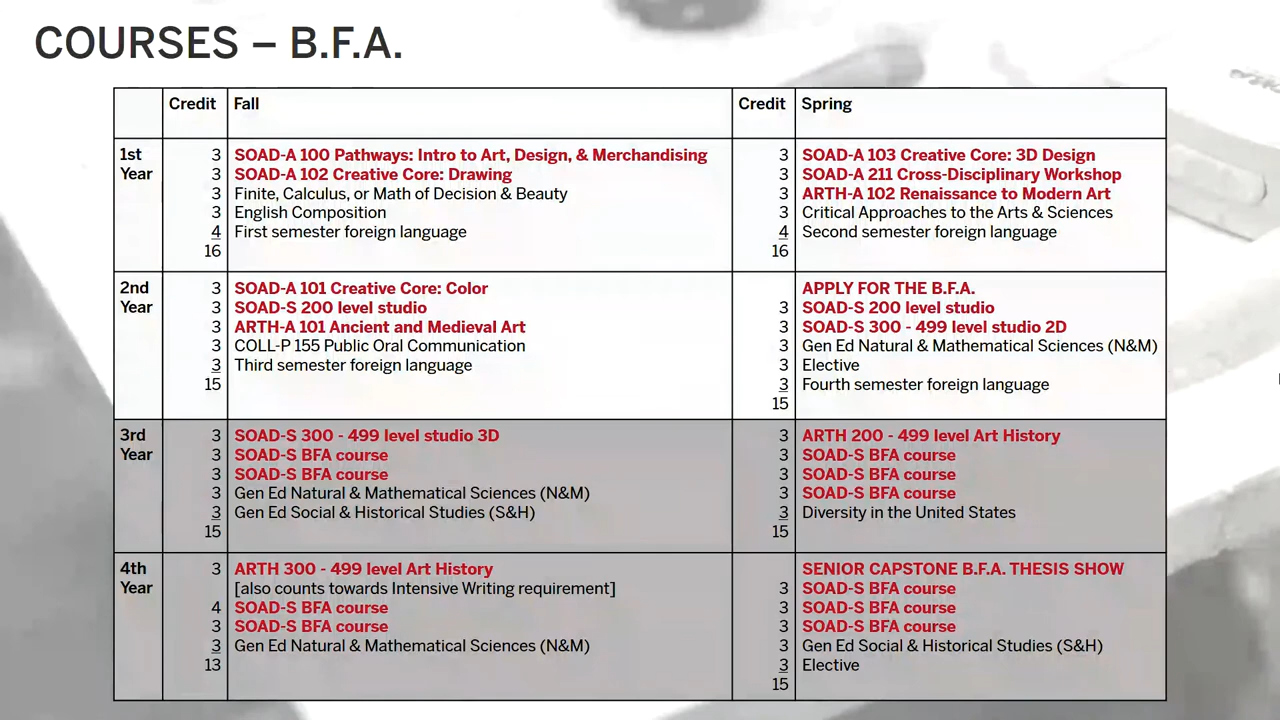 COURSES – B.F.A.
Credit Fall Credit Spring
1st Year
3 SOAD-A 100 Pathways: Intro to Art, Design, & Merchandising
3 SOAD-A 102 Creative Core: Drawing
3 Finite, Calculus, or Math of Decision & Beauty
3 English Composition
4 First semester foreign language
16
3 SOAD-A 103 Creative Core: 3D Design
3 SOAD-A 211 Cross-Disciplinary Workshop
3 ARTH-A 102 Renaissance to Modern Art
3 Critical Approaches to the Arts & Sciences
4 Second semester foreign language
16
2nd Year
3 SOAD-A 101 Creative Core: Color
3 SOAD-S 200 level studio
3 ARTH-A 101 Ancient and Medieval Art
3 COLL-P 155 Public Oral Communication
3 Third semester foreign language
15
APPLY FOR THE B.F.A.
3 SOAD-S 200 level studio
3 SOAD-S 300 - 499 level studio 2D
3 Gen Ed Natural & Mathematical Sciences (N&M)
3 Elective
3 Fourth semester foreign language
15
3rd Year
3 SOAD-S 300 - 499 level studio 3D
3 SOAD-S BFA course
3 SOAD-S BFA course
3 Gen Ed Natural & Mathematical Sciences (N&M)
3 Gen Ed Social & Historical Studies (S&H)
15
3 ARTH 200 - 499 level Art History
3 SOAD-S BFA course
3 SOAD-S BFA course
3 SOAD-S BFA course
3 Diversity in the United States
15
4th Year
3 ARTH 300 - 499 level Art History
[also counts towards Intensive Writing requirement]
4 SOAD-S BFA course
3 SOAD-S BFA course
3 Gen Ed Natural & Mathematical Sciences (N&M)
13
SENIOR CAPSTONE B.F.A. THESIS SHOW
3 SOAD-S BFA course
3 SOAD-S BFA course
3 SOAD-S BFA course
3 Gen Ed Social & Historical Studies (S&H)
3 Elective
15